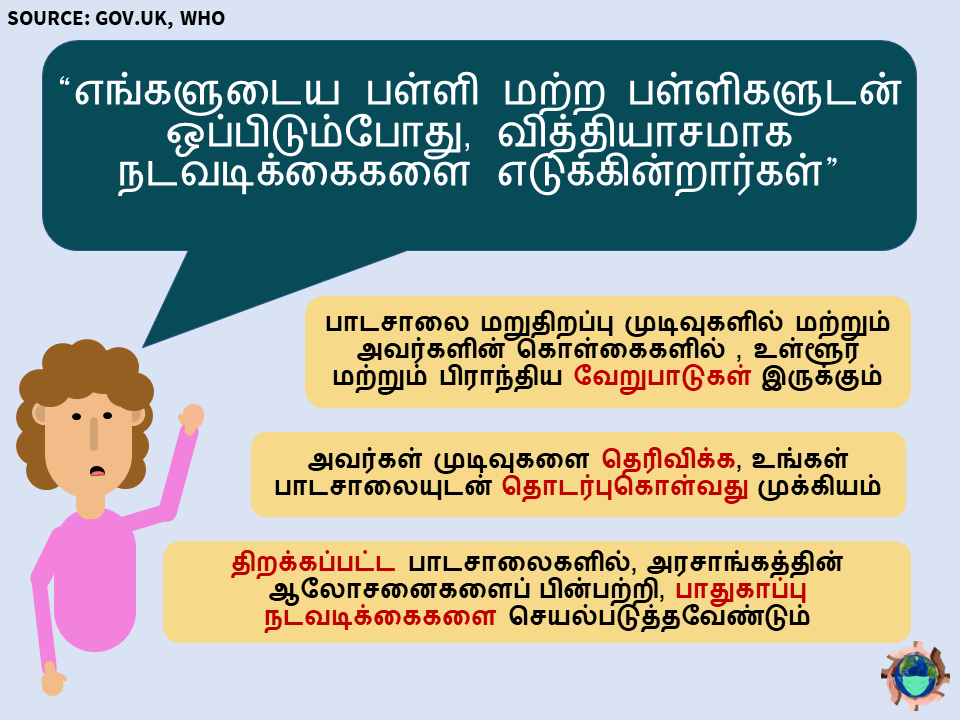 SOURCE: GOV.UK, WHO
“எங்களுடைய பள்ளி மற்ற பள்ளிகளுடன்
ஒப்பிடும்போது, வித்தியாசமாக
நடவடிக்கைகளை எடுக்கின்றார்கள்”
பாடசாலை மறுதிறப்பு முடிவுகளில் மற்றும்
அவர்களின் கொள்கைகளில் , உள்ளூர்
மற்றும் பிராந்திய வேறுபாடுகள் இருக்கும்
அவர்கள் முடிவுகளை தெரிவிக்க, உங்கள்
பாடசாலையுடன் தொடர்புகொள்வது முக்கியம்
திறக்கப்பட்ட பாடசாலைகளில், அரசாங்கத்தின்
ஆலோசனைகளைப் பின்பற்றி, பாதுகாப்பு
நடவடிக்கைகளை செயல்படுத்தவேண்டும்